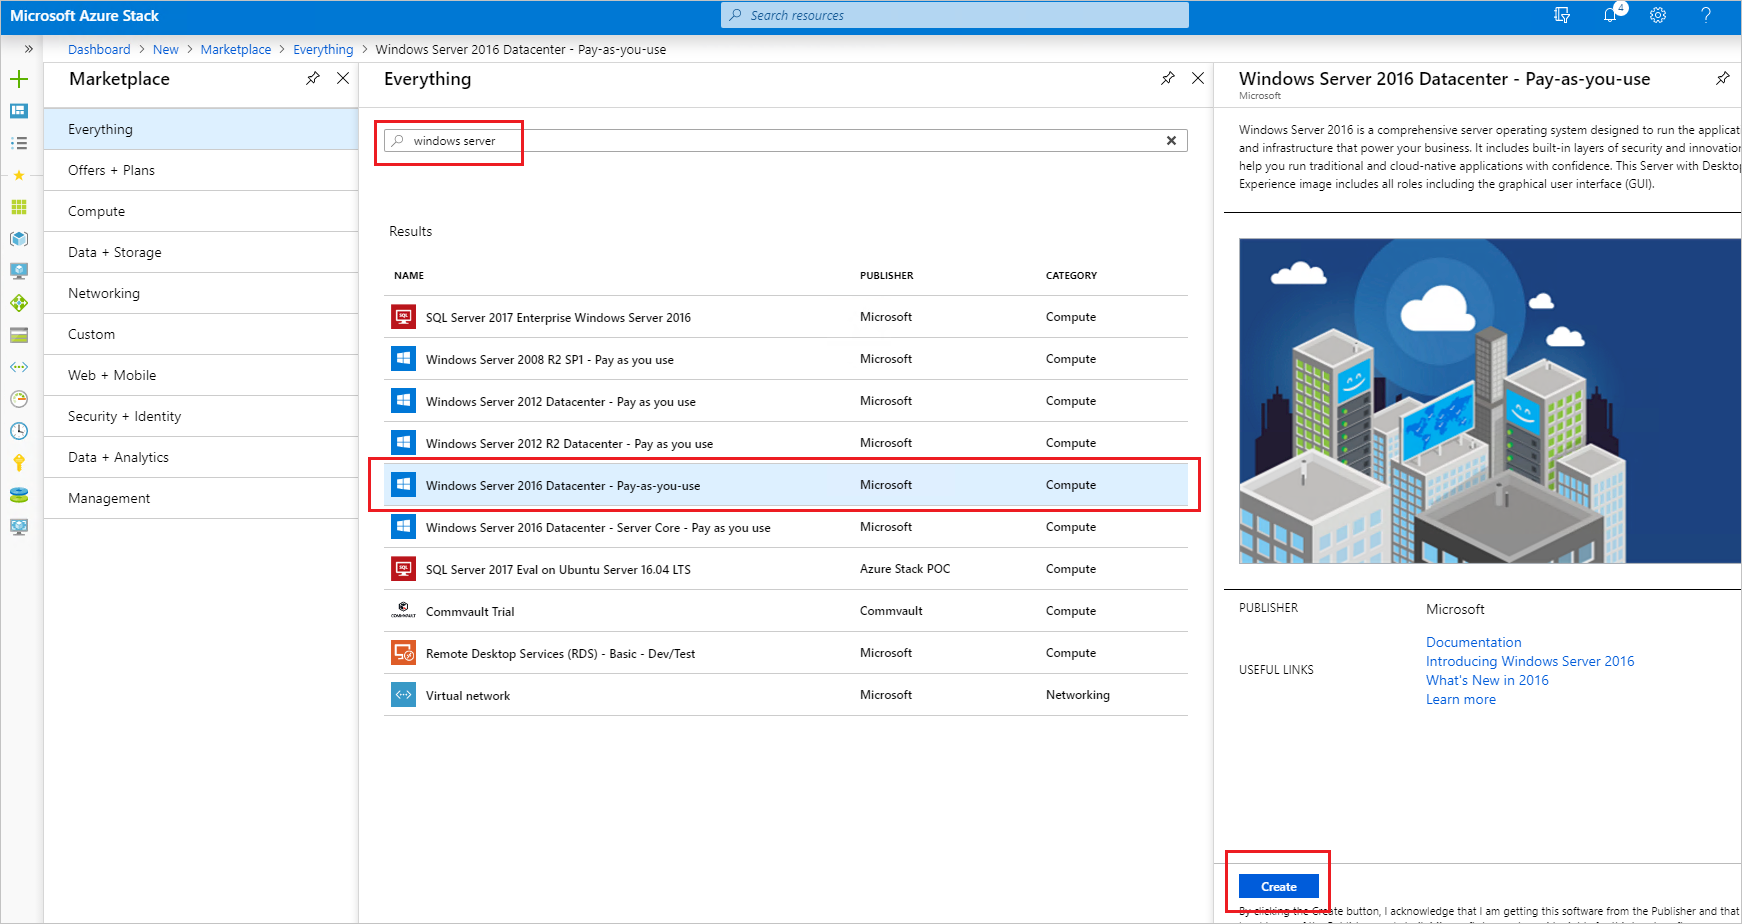 Microsoft Azure Stack
Search resources
4
Dashboard > New > Marketplace > Everything > Windows Server 2016 Datacenter - Pay-as-you-use
Marketplace
Everything
Offers + Plans
Compute
Data + Storage
Networking
Custom
Web + Mobile
Security + Identity
Data + Analytics
Management
Everything
windows server
Results
NAME PUBLISHER CATEGORY
SQL Server 2017 Enterprise Windows Server 2016 Microsoft Compute
Windows Server 2008 R2 SP1 - Pay as you use Microsoft Compute
Windows Server 2012 Datacenter - Pay as you use Microsoft Compute
Windows Server 2012 R2 Datacenter - Pay as you use Microsoft Compute
Windows Server 2016 Datacenter - Pay-as-you-use Microsoft Compute
Windows Server 2016 Datacenter - Server Core - Pay as you use Microsoft Compute
SQL Server 2017 Eval on Ubuntu Server 16.04 LTS Azure Stack POC Compute
Commvault Trial Commvault Compute
Remote Desktop Services (RDS) - Basic - Dev/Test Microsoft Compute
Virtual network Microsoft Networking
Windows Server 2016 Datacenter - Pay-as-you-use
Microsoft
Windows Server 2016 is a comprehensive server operating system designed to run the applicat
and infrastructure that power your business. It includes built-in layers of security and innovation
help you run traditional and cloud-native applications with confidence. This Server with Deskto
Experience image includes all roles including the graphical user interface (GUI).
PUBLISHER Microsoft
USEFUL LINKS
Documentation
Introducing Windows Server 2016
What's New in 2016
Learn more
Create
By clicking the Create button, I acknowledge that I am getting this software from the Publisher and that